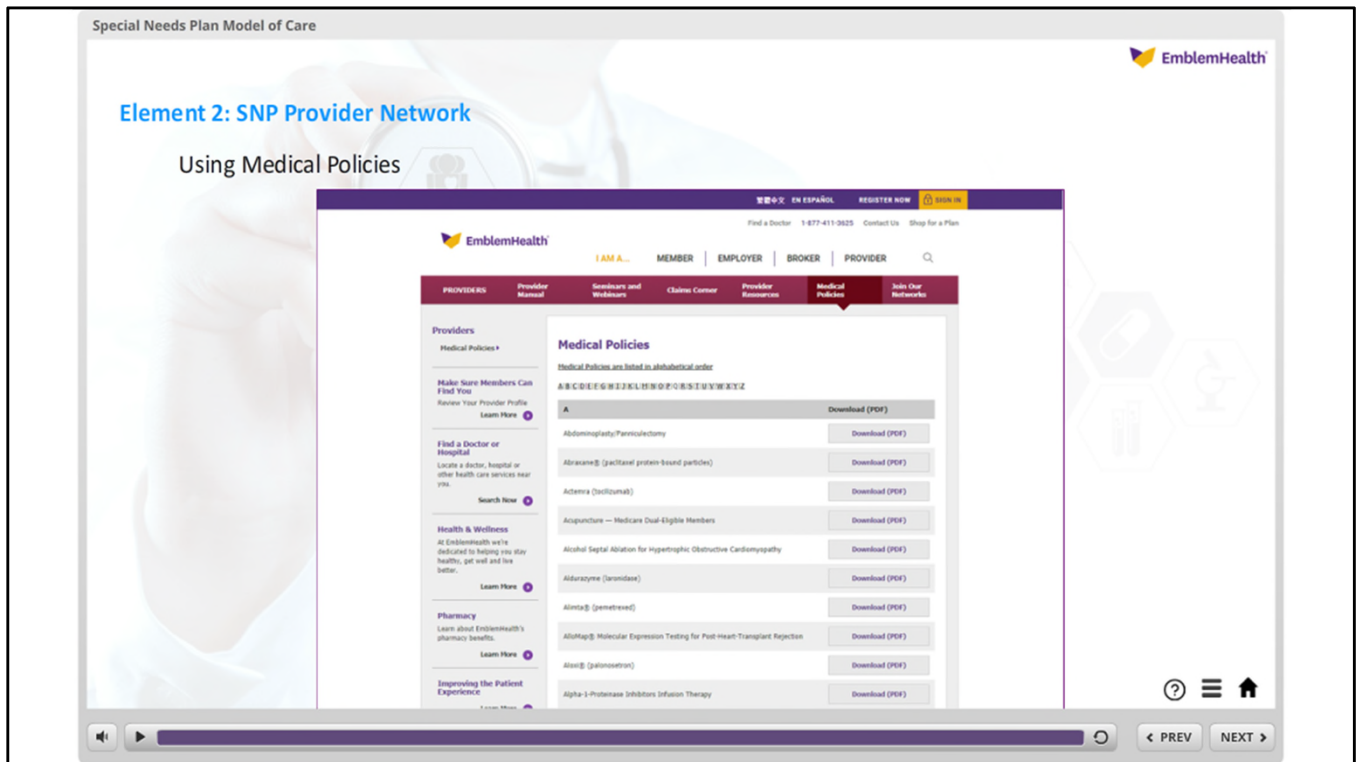 Special Needs Plan Model of Care
EmblemHealth
Element 2: SNP Provider Network
Using Medical Policies
繁體中文 EN ESPAÑOL REGISTER NOW SIGN IN
Find a Doctor 1-877-411-3625 Contact Us Shop for a Plan
EmblemHealth
I AM A... MEMBER EMPLOYER BROKER PROVIDER
PROVIDERS Provider Manual Seminars and Webinars Claims Corner Provider Resources Medical Policies Join Our Networks
Providers
Medical Policies
Make Sure Members Can
Find You
Review Your Provider Profile
Learn More
Find a Doctor or
Hospital
Locate a doctor, hospital or
other health care services near
you.
Search Now
Health & Wellness
At EmblemHealth we're
dedicated to helping you stay
healthy, get well and live
better.
Learn More
Pharmacy
Learn about EmblemHealth's
pharmacy benefits.
Learn More
Improving the Patient
Experience
Learn More
Medical Policies
Medical Policies are listed in alphabetical order
A B C D E F G H I J K L M N O P Q R S T U V W X Y Z
A Download (PDF)
Abdominoplasty/Panniculectomy Download (PDF)
Abraxane® (paclitaxel protein-bound particles) Download (PDF)
Actemra (tocilizumab) Download (PDF)
Acupuncture — Medicare Dual-Eligible Members Download (PDF)
Alcohol Septal Ablation for Hypertrophic Obstructive Cardiomyopathy Download (PDF)
Aldurazyme (laronidase) Download (PDF)
Alimta® (pemetrexed) Download (PDF)
AlloMap® Molecular Expression Testing for Post-Heart-Transplant Rejection Download (PDF)
Aloxi® (palonosetron) Download (PDF)
Alpha-1-Proteinase Inhibitors Infusion Therapy Download (PDF)
PREV NEXT